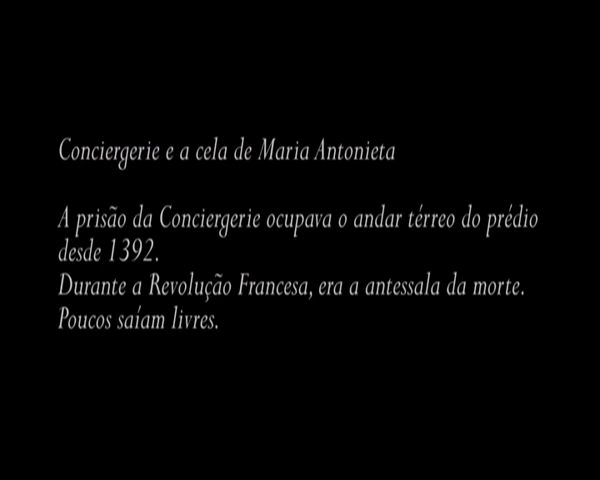 Conciergerie e a cela de Maria Antonieta
A prisão da Conciergerie ocupava o andar térreo do prédio
desde 1392.
Durante a Revolução Francesa, era a antessala da morte.
Poucos saíam livres.